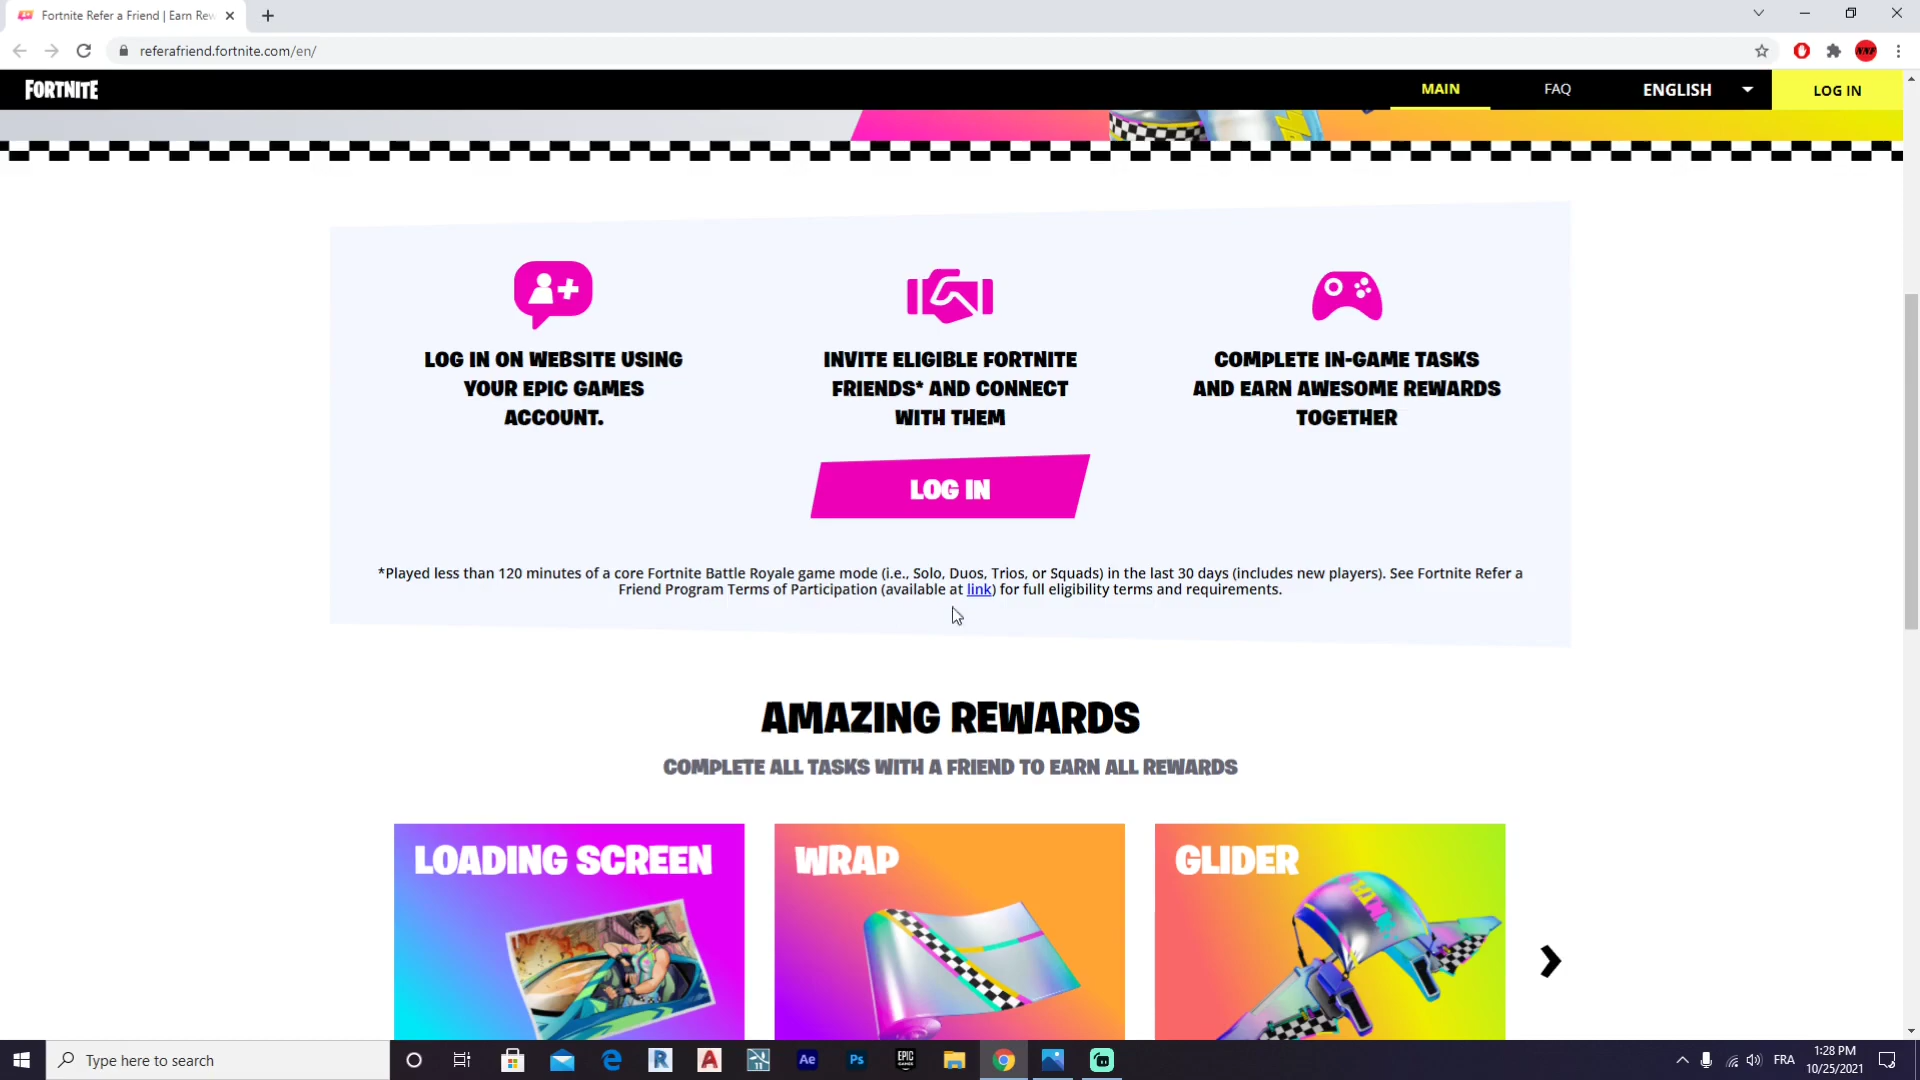 Fortnite Refer a Friend | Earn Rew
referafriend.fortnite.com/en/
FORTNITE
MAIN
FAQ
ENGLISH
LOG IN
LOG IN ON WEBSITE USING
YOUR EPIC GAMES
ACCOUNT.
INVITE ELIGIBLE FORTNITE
FRIENDS* AND CONNECT
WITH THEM
COMPLETE IN-GAME TASKS
AND EARN AWESOME REWARDS
TOGETHER
LOG IN
*Played less than 120 minutes of a core Fortnite Battle Royale game mode (i.e., Solo, Duos, Trios, or Squads) in the last 30 days (includes new players). See Fortnite Refer a
Friend Program Terms of Participation (available at link) for full eligibility terms and requirements.
AMAZING REWARDS
COMPLETE ALL TASKS WITH A FRIEND TO EARN ALL REWARDS
LOADING SCREEN
WRAP
GLIDER
Type here to search
R
A
Ae
Ps
EPIC
FRA
1:28 PM
10/25/2021